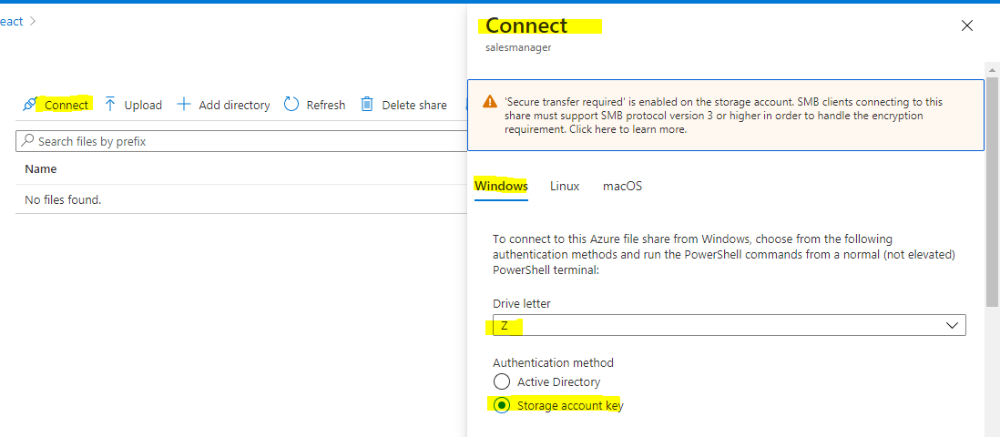 eact >
Connect
Upload
Add directory
Refresh
Delete share
Search files by prefix
Name
No files found.
Connect
salesmanager
'Secure transfer required' is enabled on the storage account. SMB clients connecting to this
share must support SMB protocol version 3 or higher in order to handle the encryption
requirement. Click here to learn more.
Windows
Linux
macOS
To connect to this Azure file share from Windows, choose from the following
authentication methods and run the PowerShell commands from a normal (not elevated)
PowerShell terminal:
Drive letter
Z
Authentication method
Active Directory
Storage account key